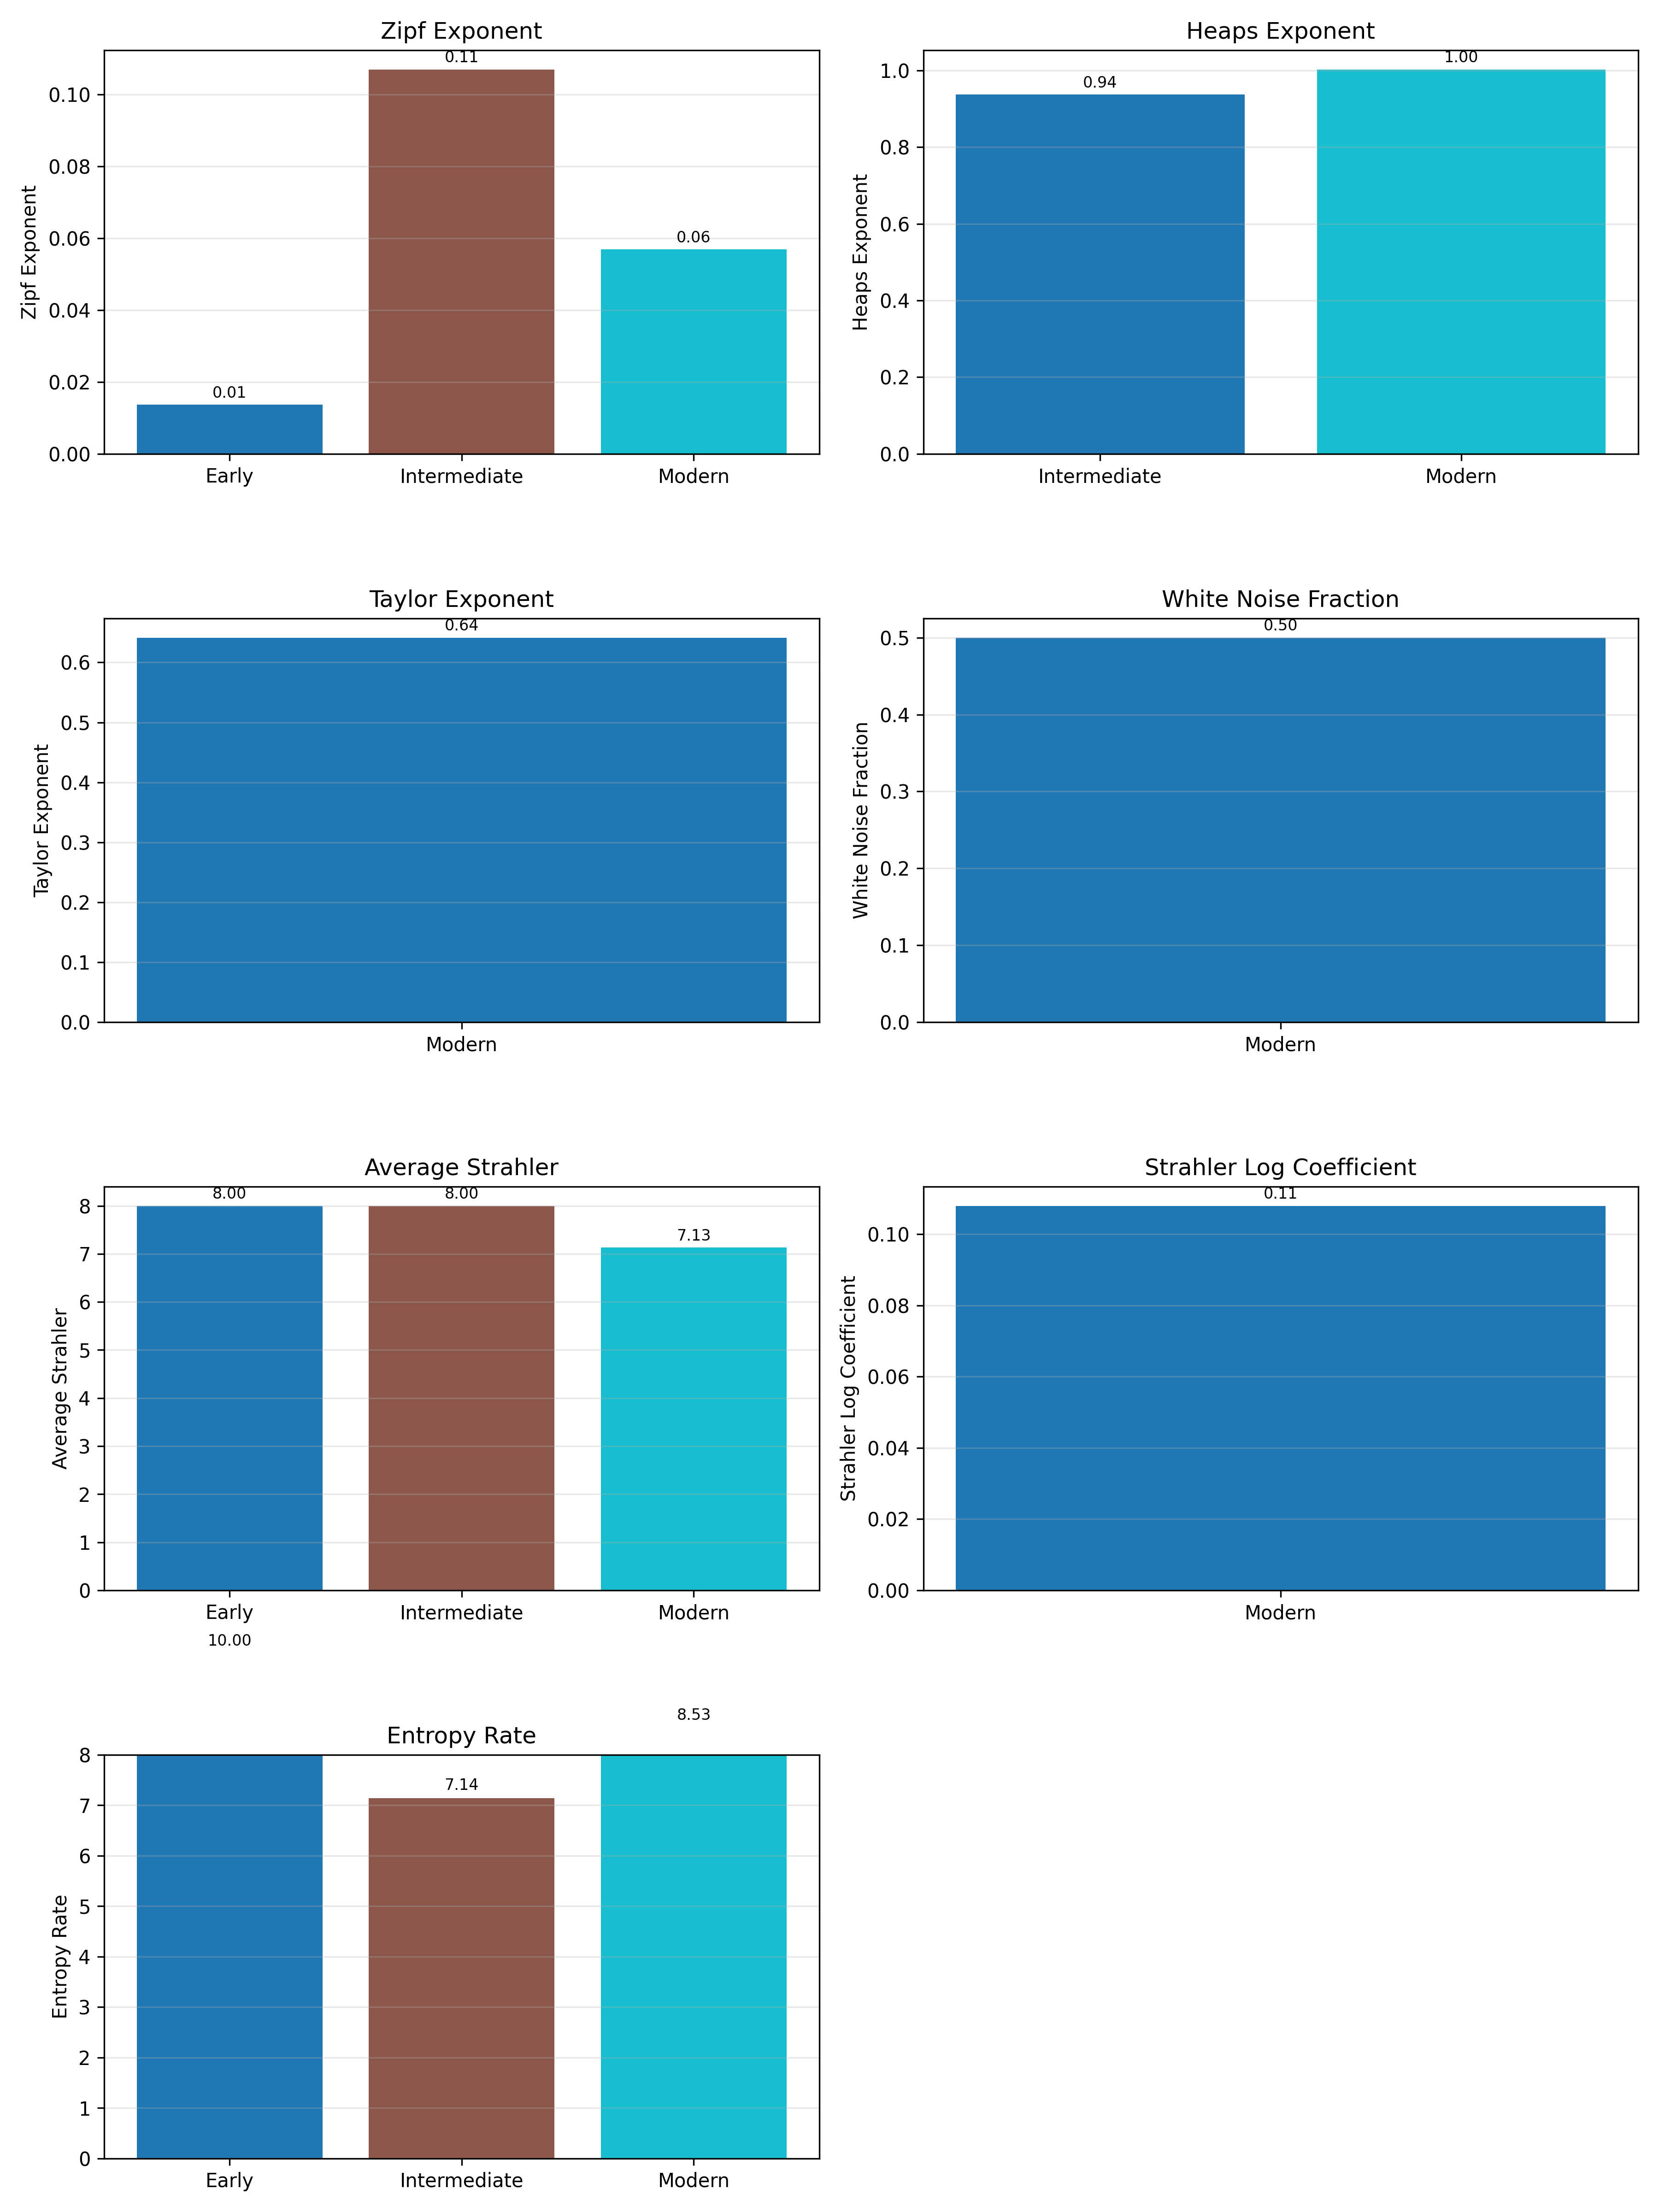 Zipf Exponent
Zipf Exponent
0.10
0.08
0.06
0.04
0.02
0.00
0.01
0.11
0.06
Early
Intermediate
Modern
Heaps Exponent
Heaps Exponent
1.0
0.8
0.6
0.4
0.2
0.0
0.94
1.00
Intermediate
Modern
Taylor Exponent
Taylor Exponent
0.6
0.5
0.4
0.3
0.2
0.1
0.0
0.64
Modern
White Noise Fraction
White Noise Fraction
0.5
0.4
0.3
0.2
0.1
0.0
0.50
Modern
Average Strahler
Average Strahler
8
7
6
5
4
3
2
1
0
8.00
8.00
7.13
Early
Intermediate
Modern
Strahler Log Coefficient
Strahler Log Coefficient
0.10
0.08
0.06
0.04
0.02
0.00
0.11
Modern
Entropy Rate
Entropy Rate
8
7
6
5
4
3
2
1
0
10.00
7.14
8.53
Early
Intermediate
Modern